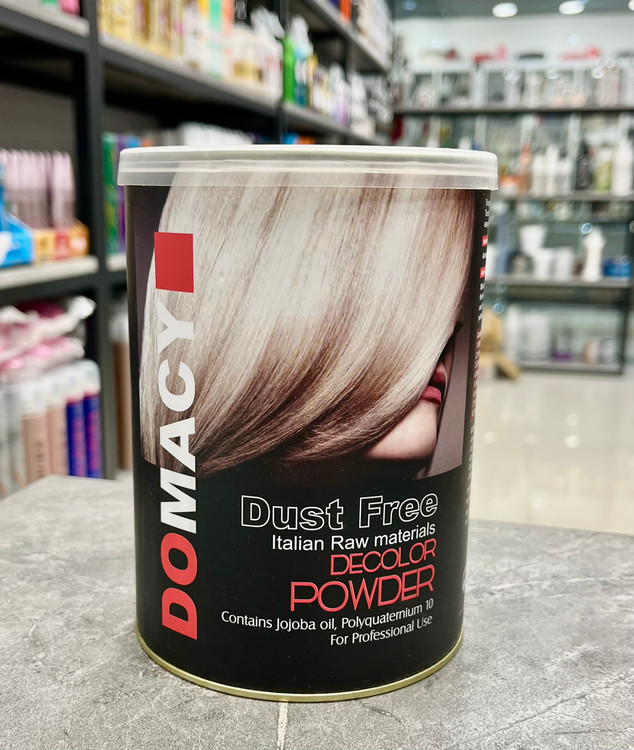 DOMACY
Dust Free
Italian Raw materials
DECOLOR
POWDER
Contains Jojoba oil, Polyquaternium 10
For Professional Use